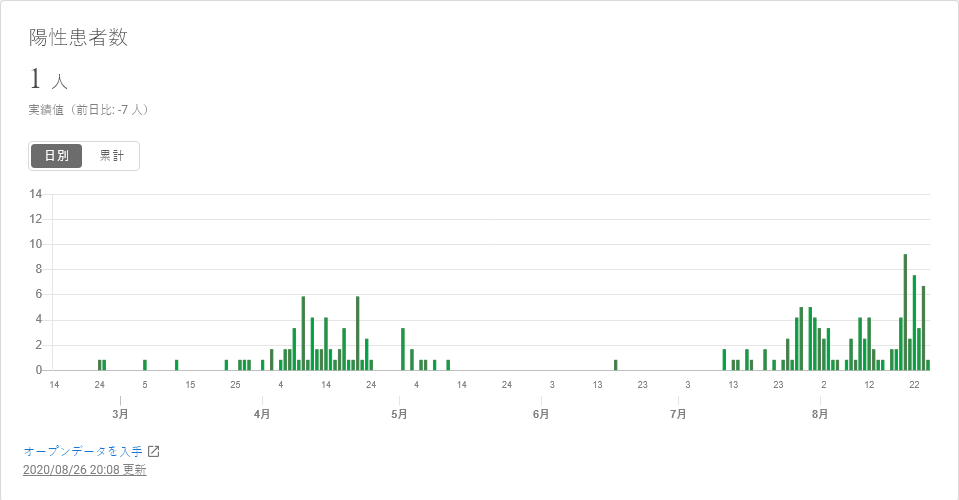 陽性患者数
1 人
実績値（前日比: -7 人）
日別 累計
14
12
10
8
6
4
2
0
14 24 5 15 25 4 14 24 4 14 24 3 13 23 3 13 23 2 12 22
3月 4月 5月 6月 7月 8月
オープンデータを入手
2020/08/26 20:08 更新